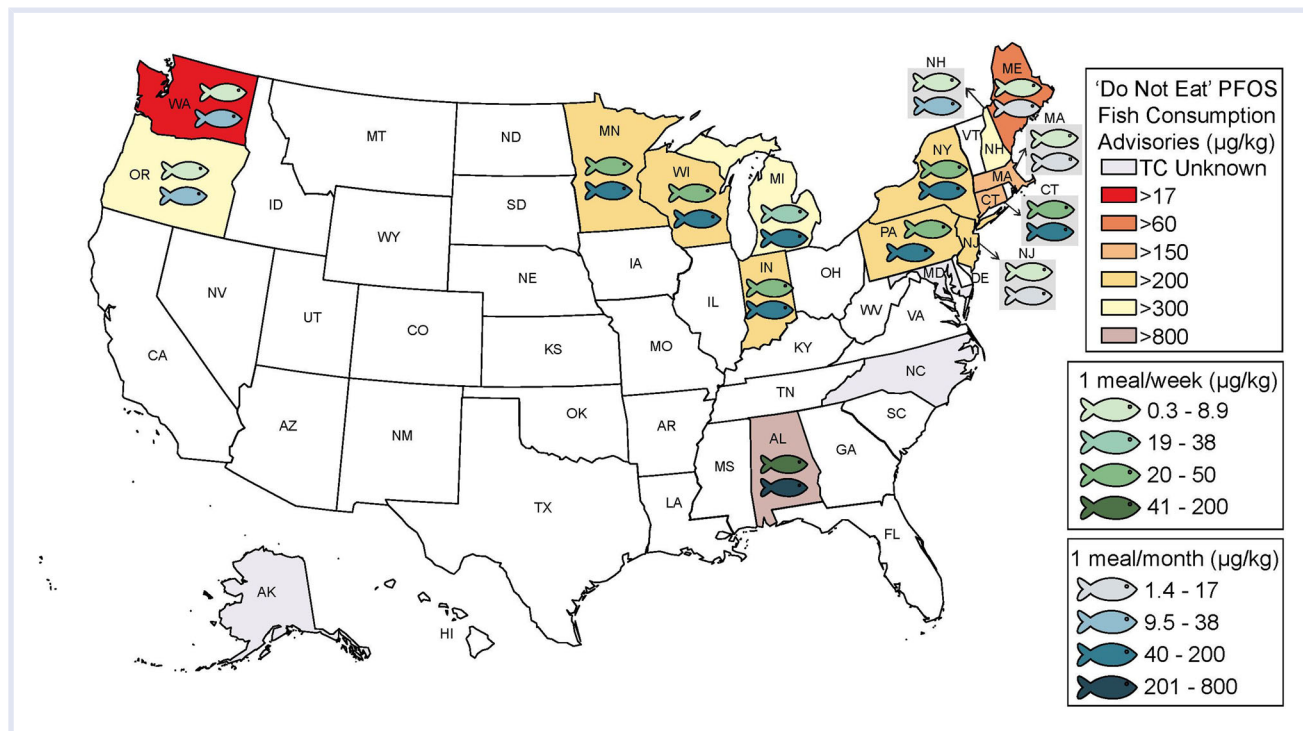 WA
OR
CA
NV
ID
MT
WY
UT
AZ
CO
NM
ND
SD
NE
KS
OK
TX
MN
IA
MO
AR
LA
WI
IL
MI
IN
OH
KY
TN
MS
AL
GA
FL
SC
NC
VA
WV
MD
DE
PA
NY
NJ
VT
NH
NH
ME
MA
MA
CT
CT
NJ
AK
HI
'Do Not Eat' PFOS
Fish Consumption
Advisories (µg/kg)
TC Unknown
>17
>60
>150
>200
>300
>800
1 meal/week (µg/kg)
0.3 - 8.9
19 - 38
20 - 50
41 - 200
1 meal/month (µg/kg)
1.4 - 17
9.5 - 38
40 - 200
201 - 800